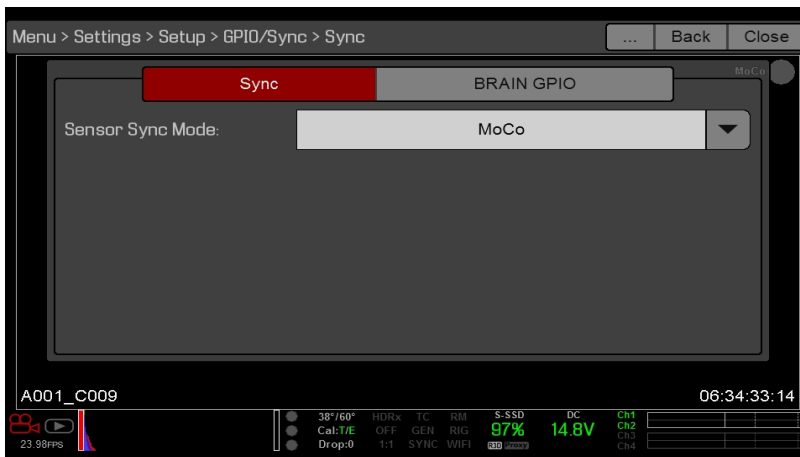 Menu > Settings > Setup > GPIO/Sync > Sync ... Back Close
MoCo
Sync BRAIN GPIO
Sensor Sync Mode: MoCo
A001_C009 06:34:33:14
38°/60° HDRx TC RM S-SSD DC Ch1
Cal:T/E OFF GEN RIG 97% 14.8V Ch2
Ch3
23.98FPS Drop:0 1:1 SYNC WIFI R3D Proxy Ch4